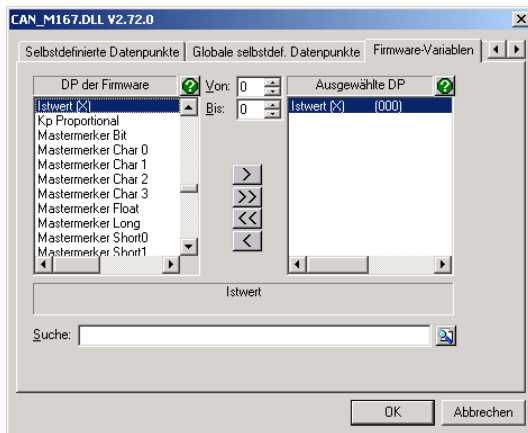 CAN_M167.DLL V2.72.0
Selbstdefinierte Datenpunkte Globale selbstdef. Datenpunkte Firmware-Variablen
DP der Firmware Von: 0 Ausgewählte DP
Bis: 0
Istwert (X) Istwert (X) (000)
Kp Proportional
Mastermerker Bit
Mastermerker Char 0
Mastermerker Char 1
Mastermerker Char 2
Mastermerker Char 3
Mastermerker Float
Mastermerker Long
Mastermerker Short0
Mastermerker Short1
>
>>
<<
<
Istwert
Suche:
OK Abbrechen